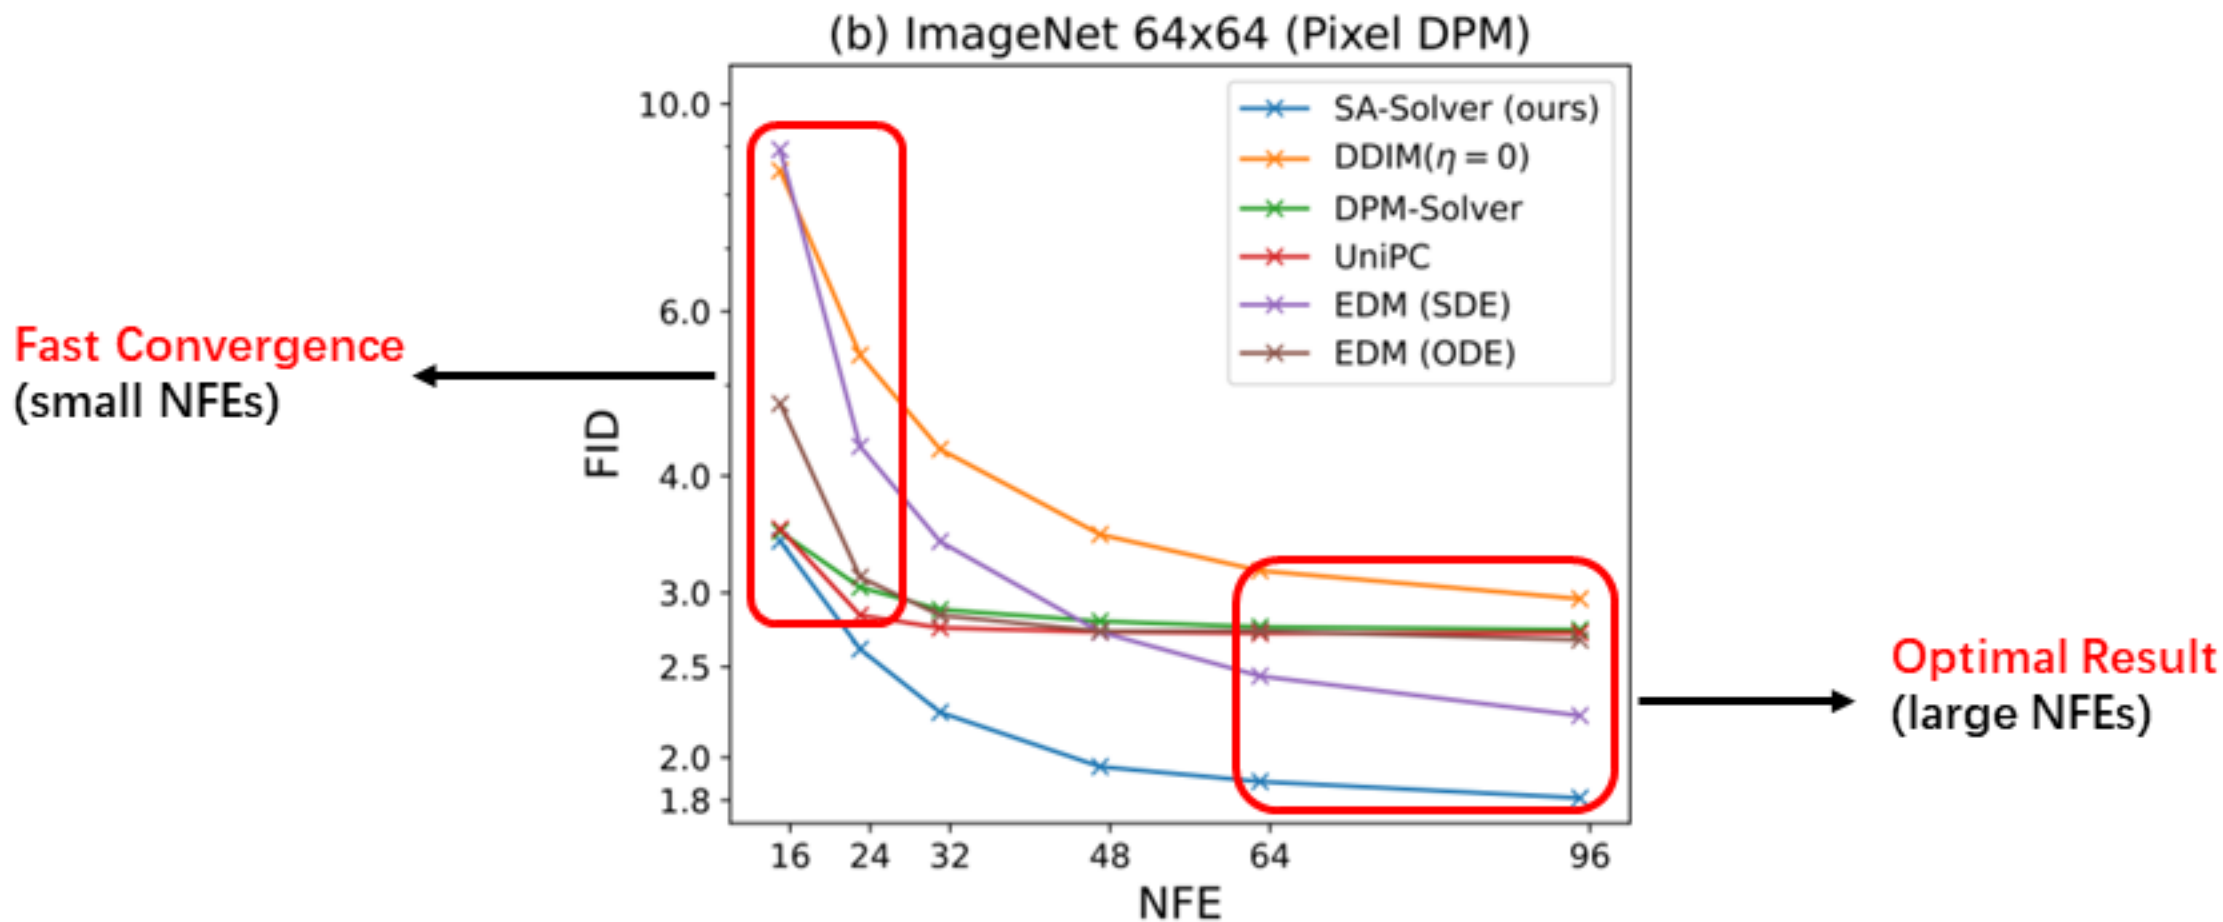 (b) ImageNet 64x64 (Pixel DPM)
10.0
6.0
4.0
3.0
2.5
2.0
1.8
FID
SA-Solver (ours)
DDIM(η = 0)
DPM-Solver
UniPC
EDM (SDE)
EDM (ODE)
Fast Convergence
(small NFEs)
Optimal Result
(large NFEs)
16 24 32 48 64 96
NFE